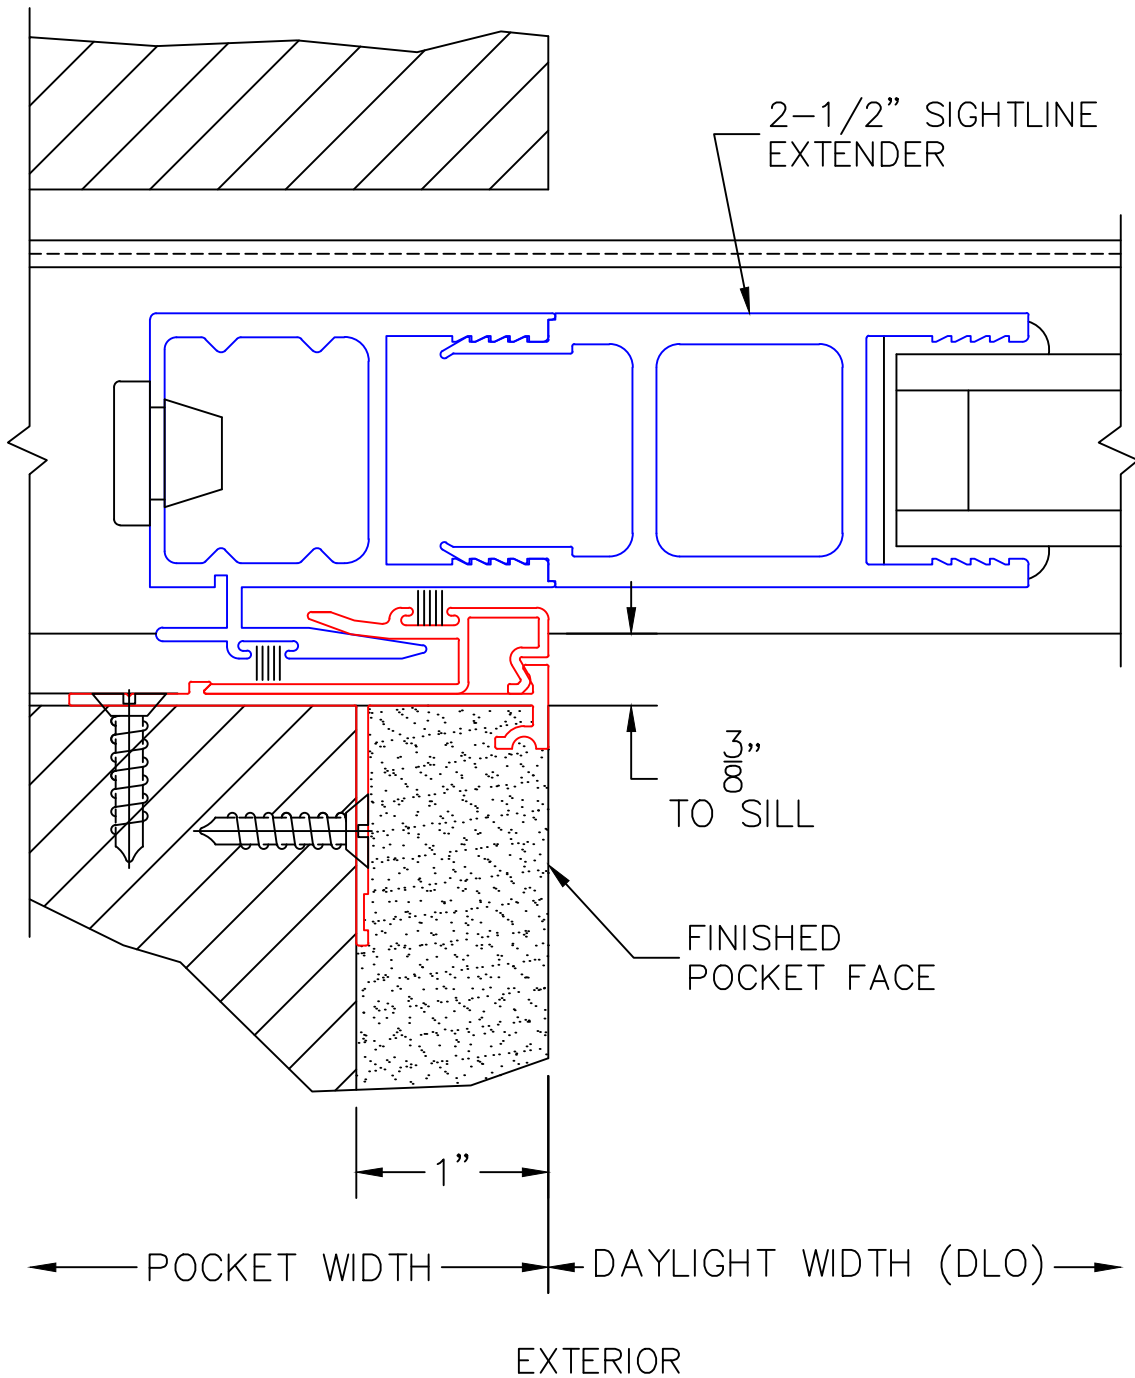 2-1/2" SIGHTLINE
EXTENDER
3/8"
TO SILL
FINISHED
POCKET FACE
1"
POCKET WIDTH
DAYLIGHT WIDTH (DLO)
EXTERIOR